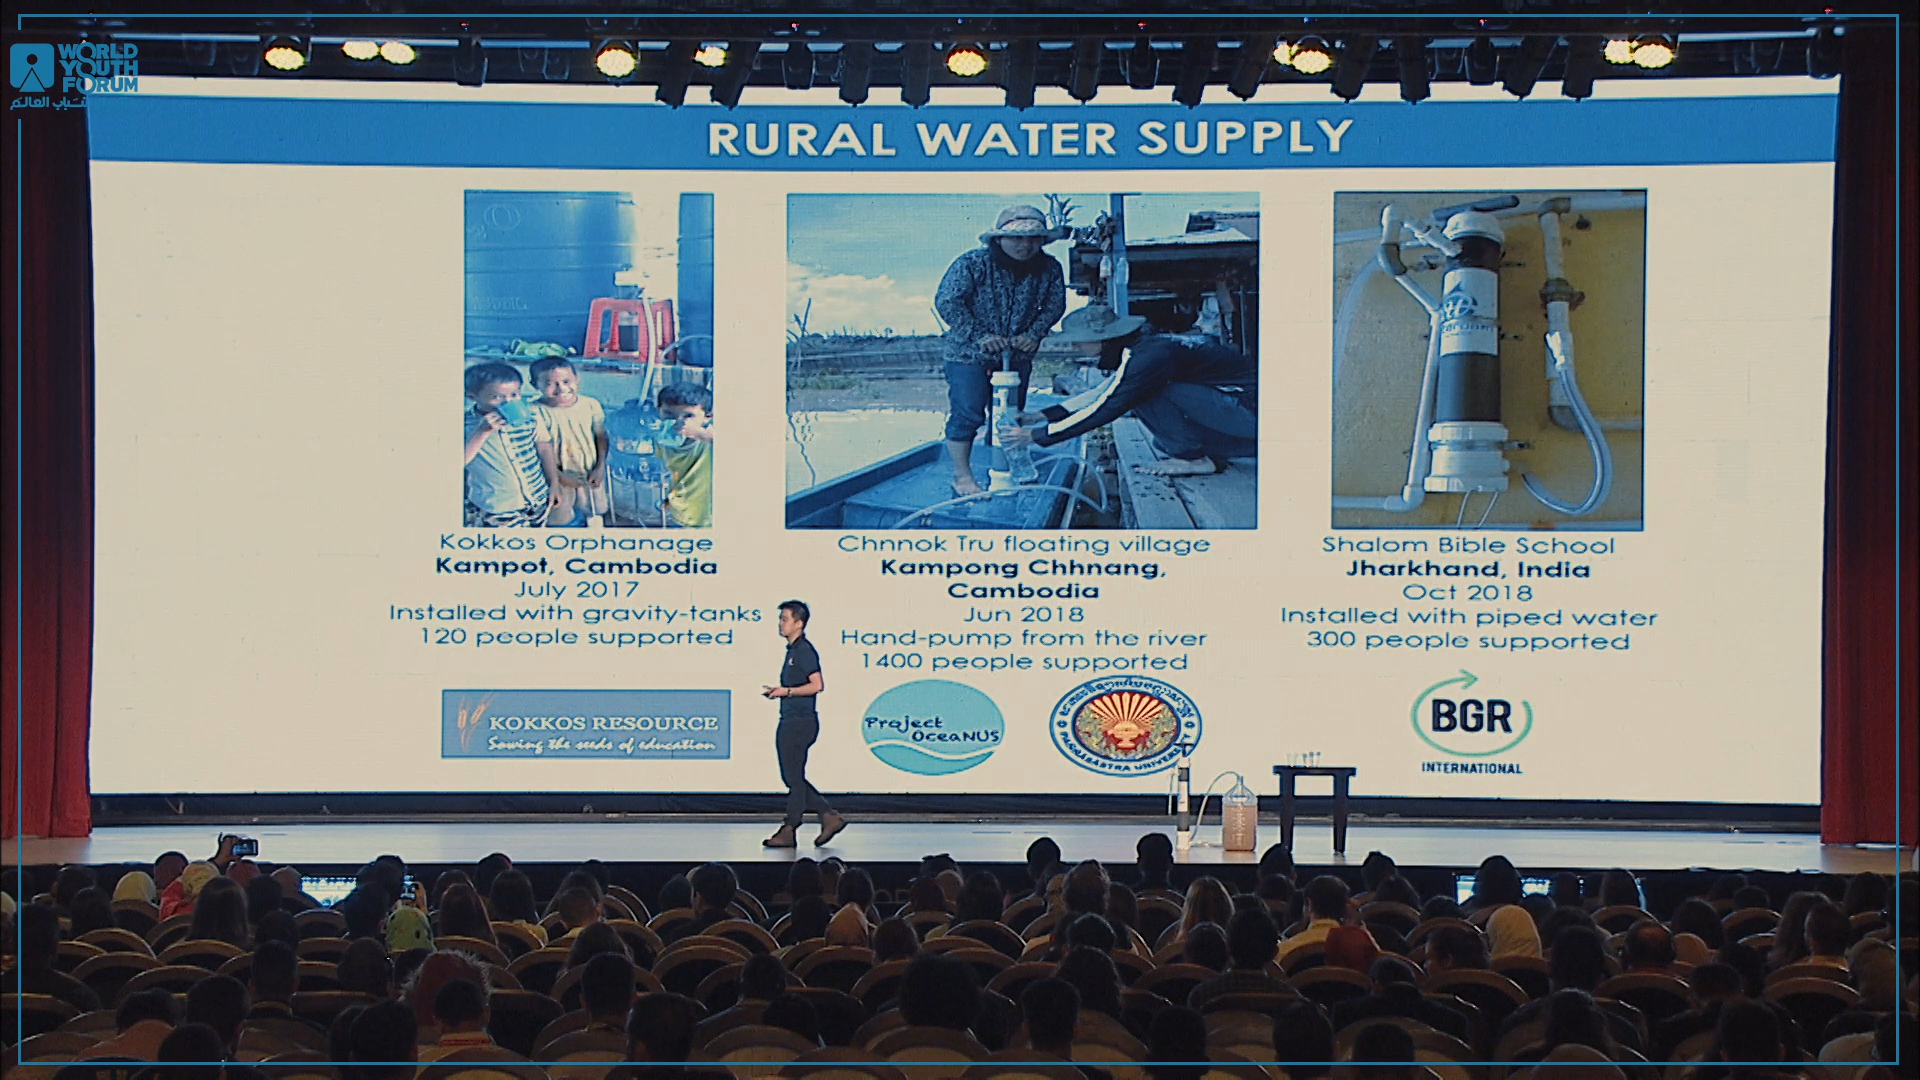 WORLD
YOUTH
FORUM
شباب العالم
RURAL WATER SUPPLY
Kokkos Orphanage
Kampot, Cambodia
July 2017
Installed with gravity-tanks
120 people supported
KOKKOS RESOURCE
Sowing the seeds of education
Chnnok Tru floating village
Kampong Chhnang,
Cambodia
Jun 2018
Hand-pump from the river
1400 people supported
Project
OceaNUS
PANNASASTRA UNIVERSITY
Shalom Bible School
Jharkhand, India
Oct 2018
Installed with piped water
300 people supported
BGR
INTERNATIONAL